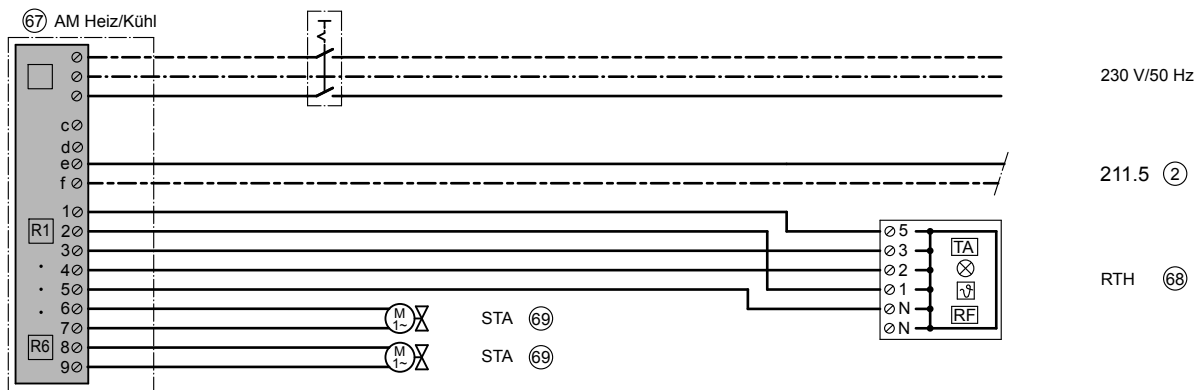 67 AM Heiz/Kühl
230 V/50 Hz
c
d
e
f
211.5 2
1
R1 2
3
4
5
6
7
R6 8
9
M
1~
STA 69
M
1~
STA 69
5
3 TA
2
1 ϑ
N RF
N
RTH 68